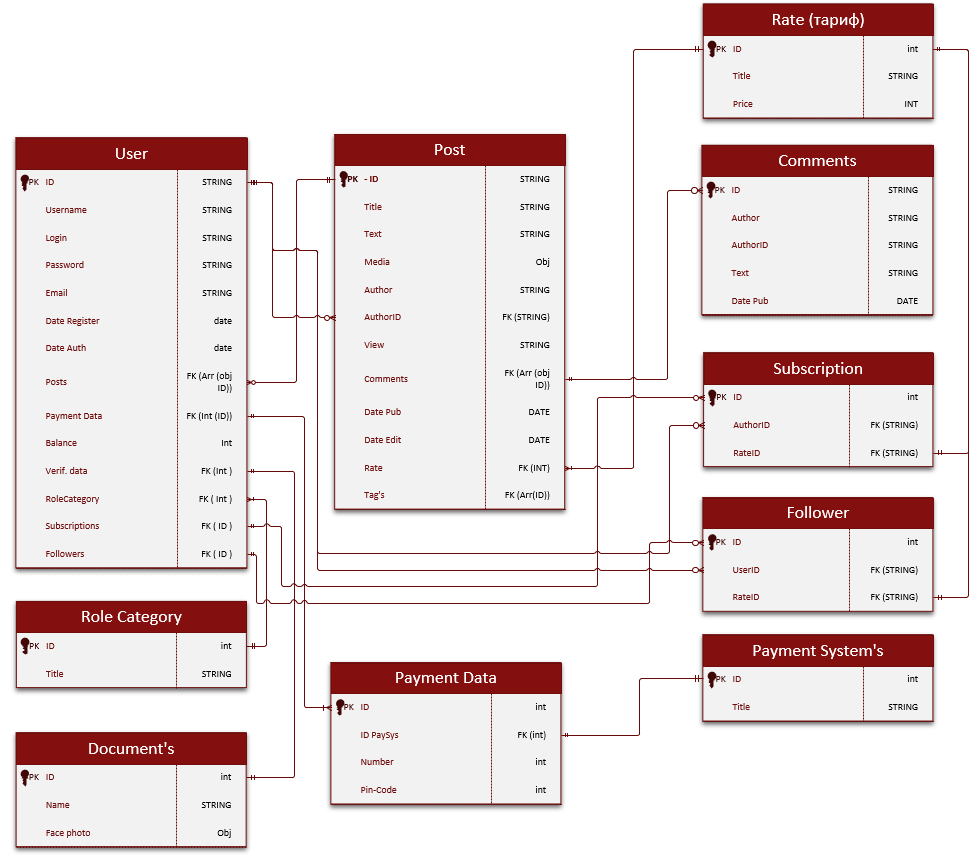 User
PK ID STRING
Username STRING
Login STRING
Password STRING
Email STRING
Date Register date
Date Auth date
Posts FK (Arr (obj
ID))
Payment Data FK (Int (ID))
Balance Int
Verif. data FK (Int )
RoleCategory FK ( Int )
Subscriptions FK ( ID )
Followers FK ( ID )
Role Category
PK ID int
Title STRING
Document's
PK ID int
Name STRING
Face photo Obj
Post
PK - ID STRING
Title STRING
Text STRING
Media Obj
Author STRING
AuthorID FK (STRING)
View STRING
Comments FK (Arr (obj
ID))
Date Pub DATE
Date Edit DATE
Rate FK (INT)
Tag's FK (Arr(ID))
Payment Data
PK ID int
ID PaySys FK (int)
Number int
Pin-Code int
Rate (тариф)
PK ID int
Title STRING
Price INT
Comments
PK ID STRING
Author STRING
AuthorID STRING
Text STRING
Date Pub DATE
Subscription
PK ID int
AuthorID FK (STRING)
RateID FK (STRING)
Follower
PK ID int
UserID FK (STRING)
RateID FK (STRING)
Payment System's
PK ID int
Title STRING